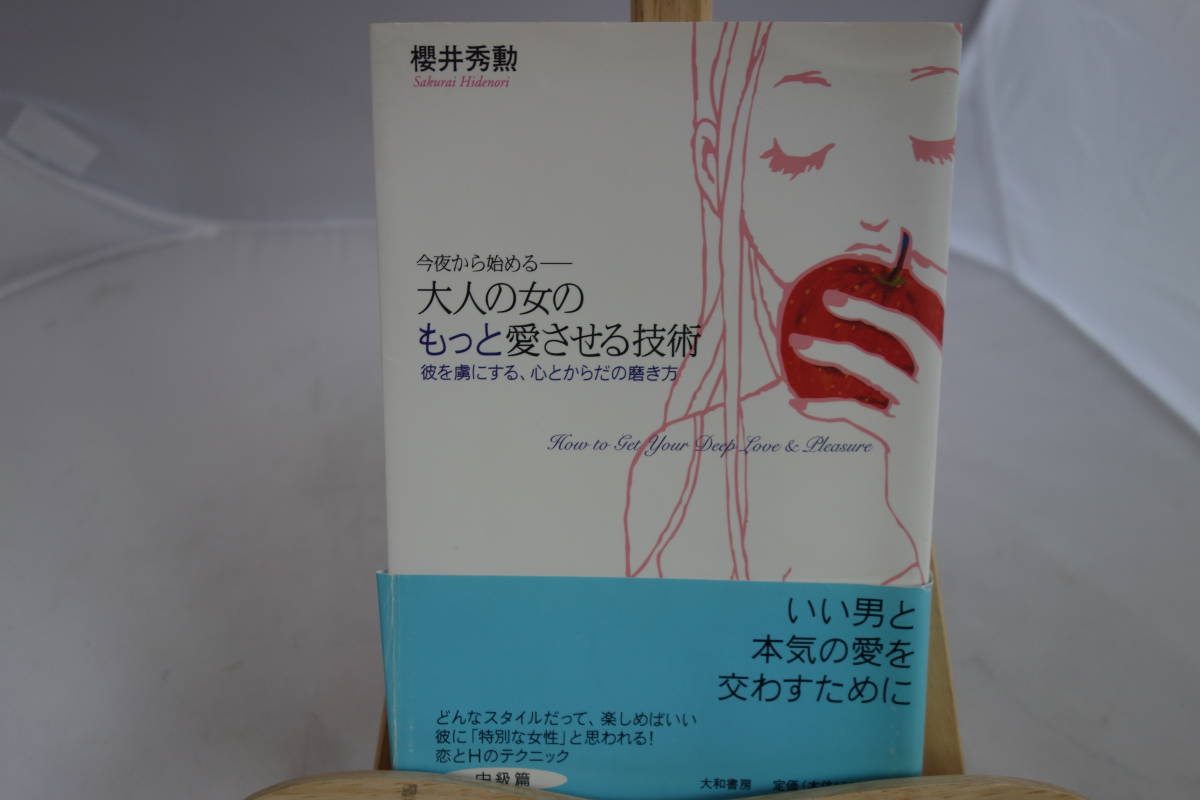 櫻井秀勲
Sakurai Hidenori
今夜から始める――
大人の女の
もっと愛させる技術
彼を虜にする、心とからだの磨き方
How to Get Your Deep Love & Pleasure
いい男と
本気の愛を
交わすために
どんなスタイルだって、楽しめばいい
彼に「特別な女性」と思われる!
恋とHのテクニック
中級篇
大和書房 定価(本体